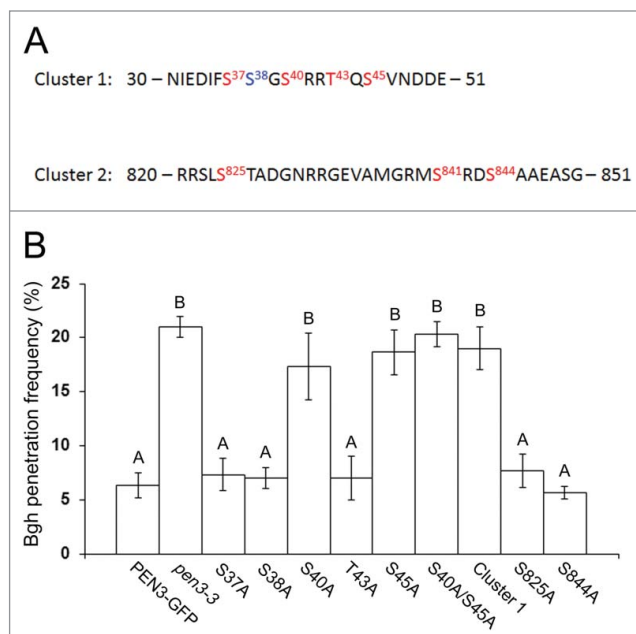 A
Cluster 1: 30 – NIEDIFS³⁷S³⁸GS⁴⁰RRT⁴³QS⁴⁵VNDDE – 51
Cluster 2: 820 – RRSLS⁸²⁵TADGNRRGEVAMGRMS⁸⁴¹RDS⁸⁴⁴AAEASG – 851
B
Bgh penetration frequency (%)
25
20
15
10
5
0
A
B
A
A
B
A
B
B
B
A
A
PEN3-GFP
pen3-3
S37A
S38A
S40A
T43A
S45A
S40A/S45A
Cluster 1
S825A
S844A